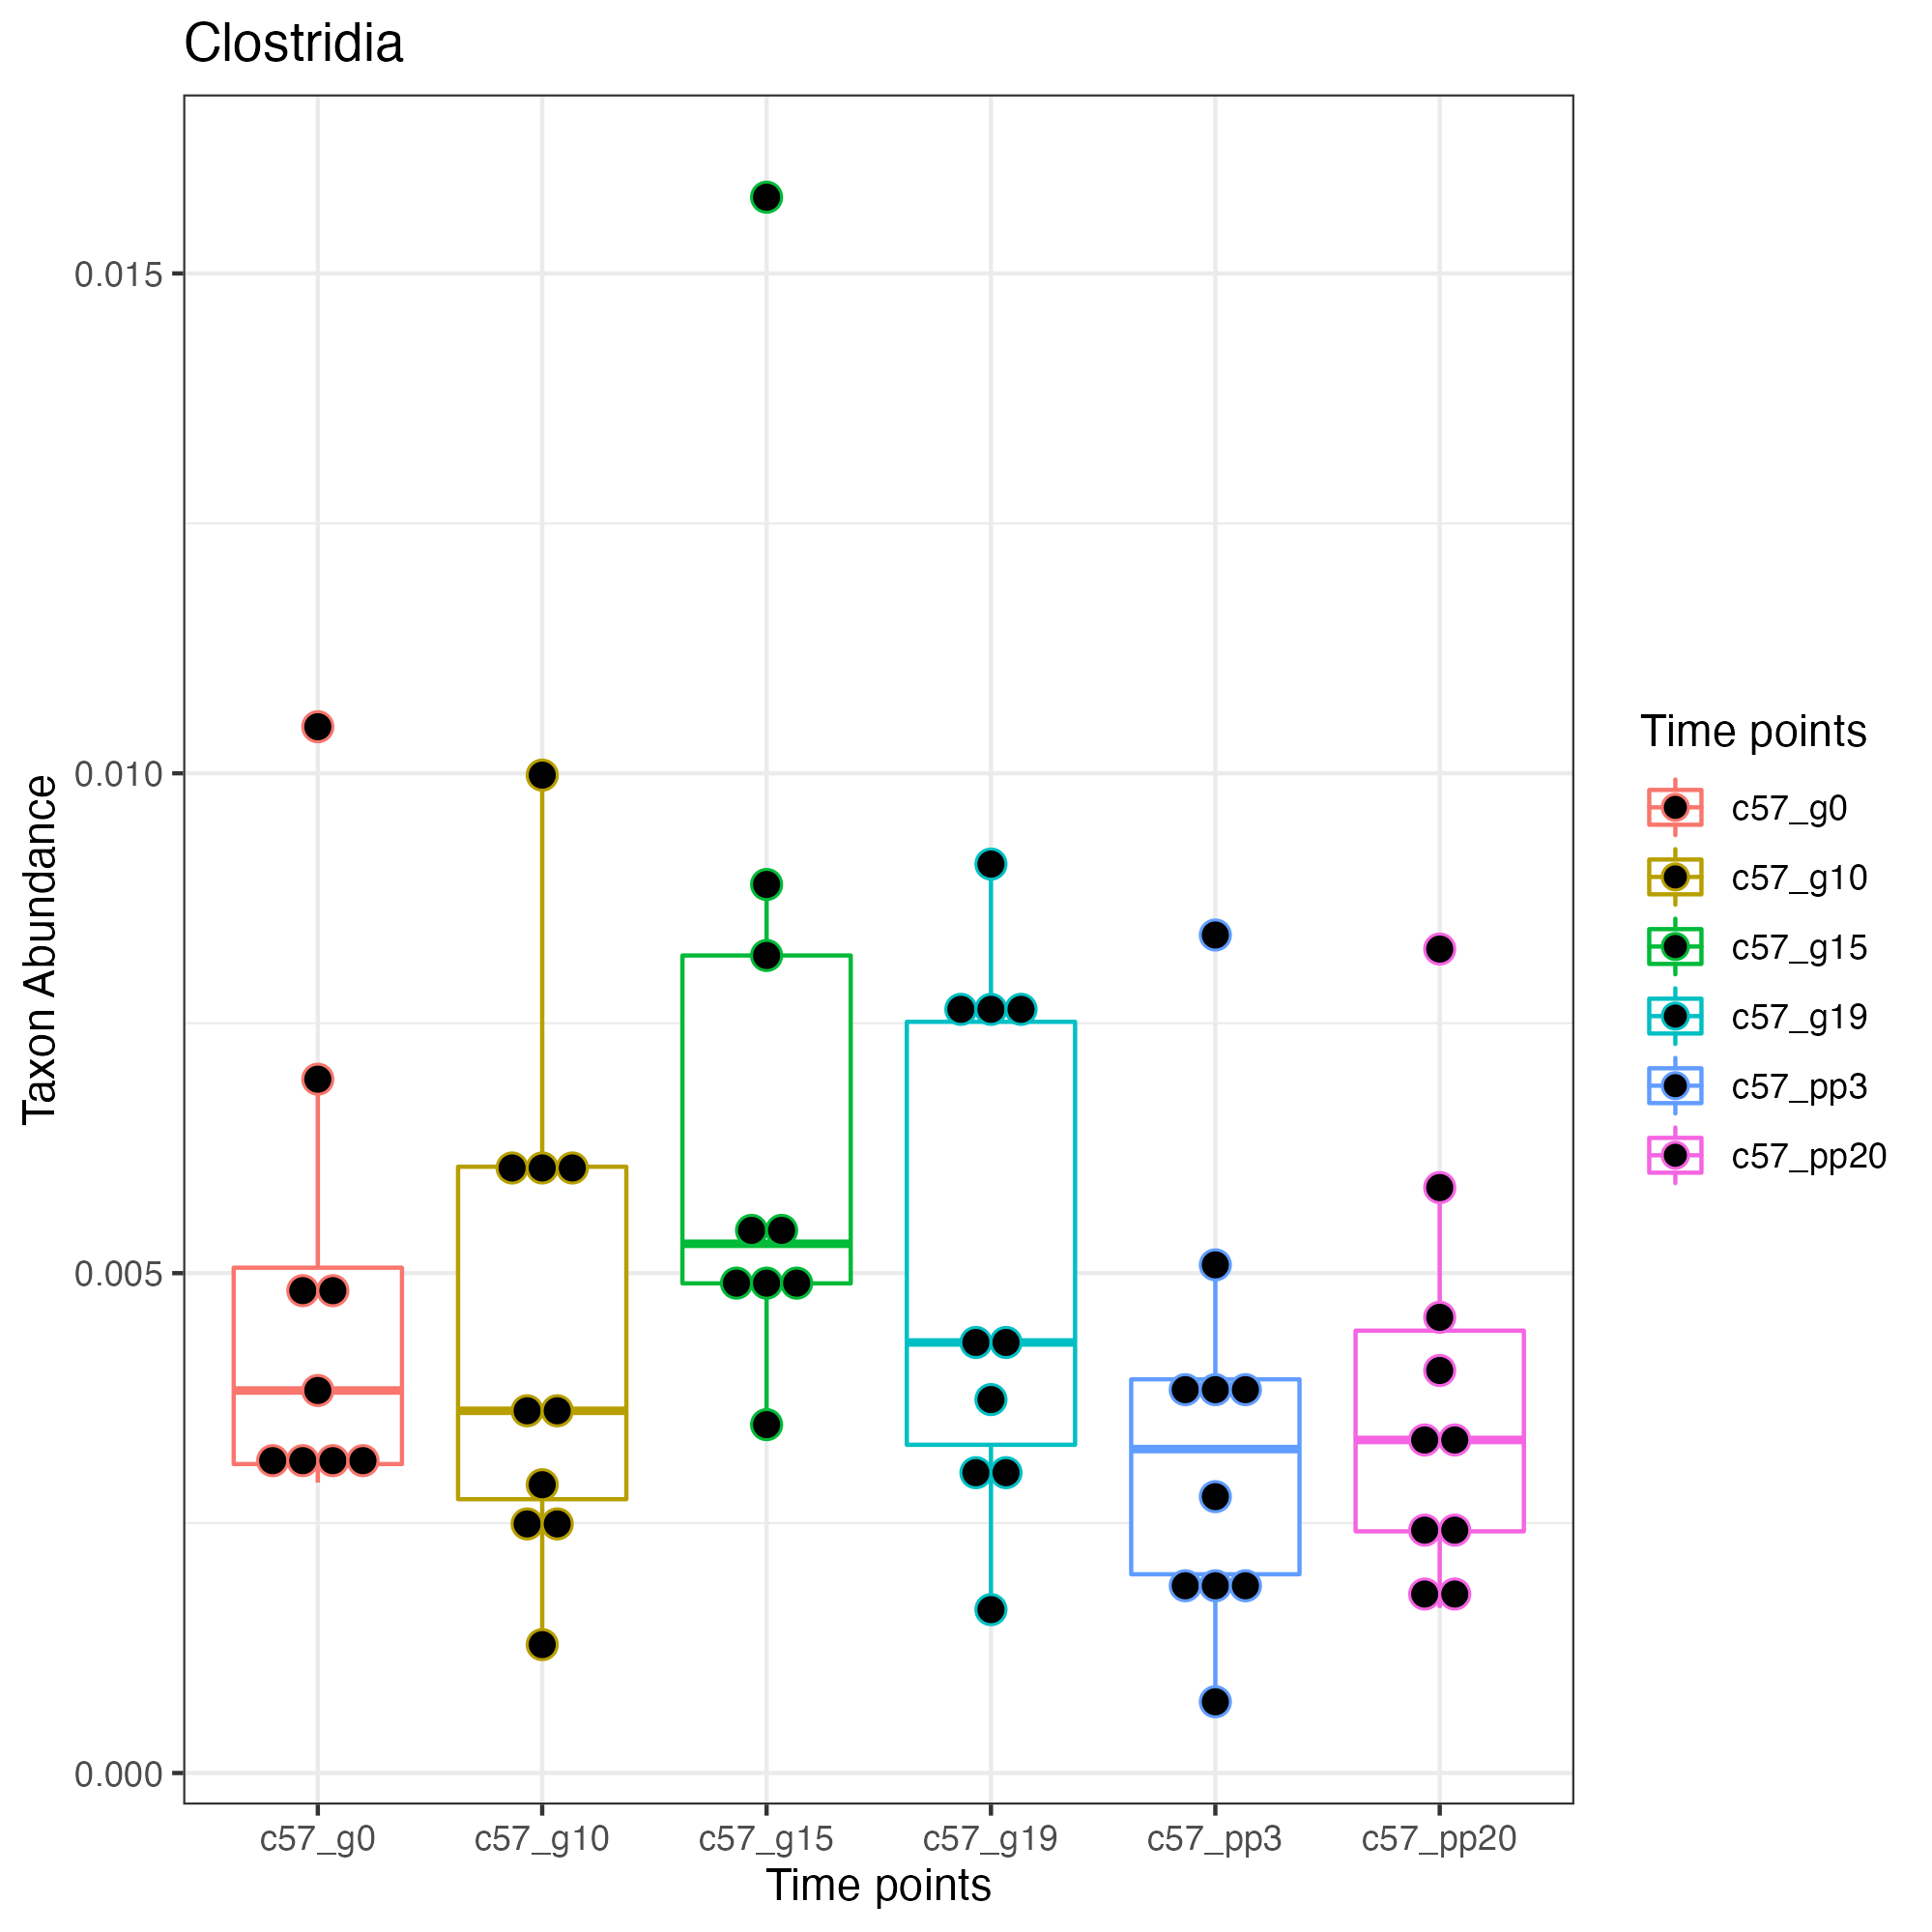 Clostridia
Taxon Abundance
0.015
0.010
0.005
0.000
c57_g0 c57_g10 c57_g15 c57_g19 c57_pp3 c57_pp20
Time points
Time points
c57_g0
c57_g10
c57_g15
c57_g19
c57_pp3
c57_pp20